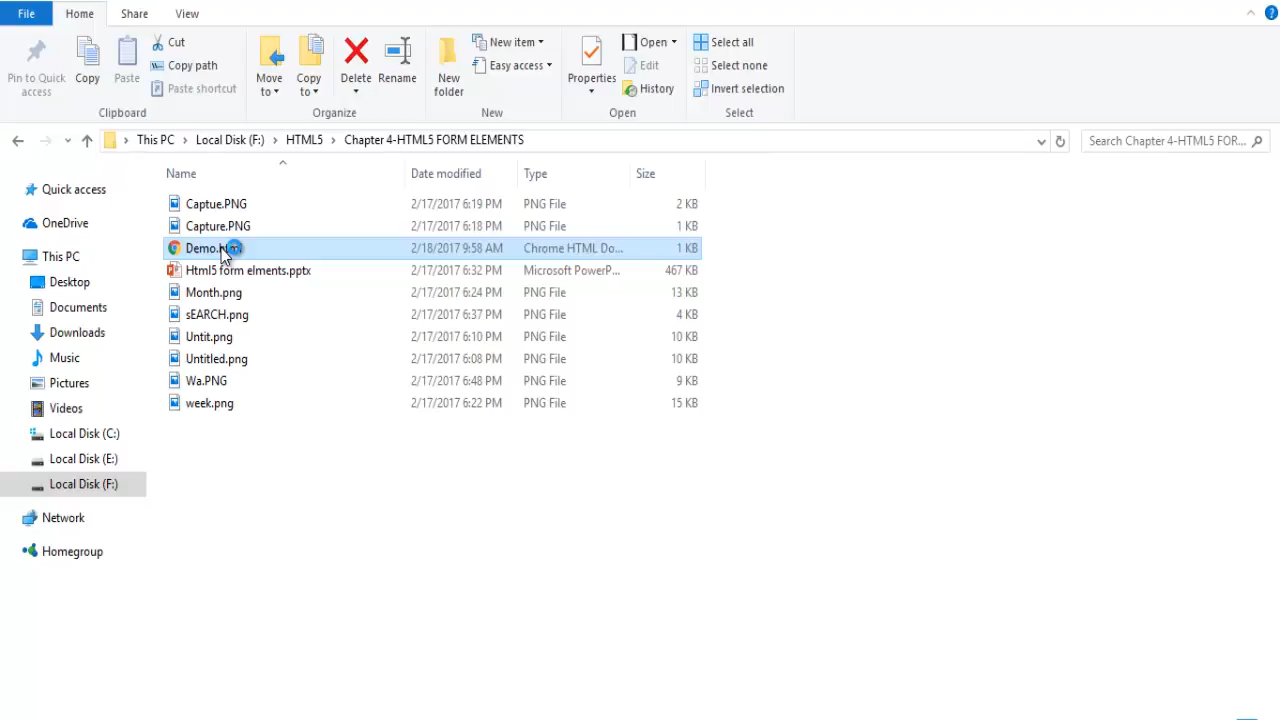 File Home Share View
Pin to Quick access
Copy
Paste
Cut
Copy path
Paste shortcut
Clipboard
Move to
Copy to
Delete
Rename
Organize
New folder
New item
Easy access
New
Properties
Open
Edit
History
Open
Select all
Select none
Invert selection
Select
This PC Local Disk (F:) HTML5 Chapter 4-HTML5 FORM ELEMENTS
Search Chapter 4-HTML5 FOR...
Quick access
OneDrive
This PC
Desktop
Documents
Downloads
Music
Pictures
Videos
Local Disk (C:)
Local Disk (E:)
Local Disk (F:)
Network
Homegroup
Name Date modified Type Size
Captue.PNG 2/17/2017 6:19 PM PNG File 2 KB
Capture.PNG 2/17/2017 6:18 PM PNG File 1 KB
Demo.html 2/18/2017 9:58 AM Chrome HTML Do... 1 KB
Html5 form elments.pptx 2/17/2017 6:32 PM Microsoft PowerP... 467 KB
Month.png 2/17/2017 6:24 PM PNG File 13 KB
sEARCH.png 2/17/2017 6:37 PM PNG File 4 KB
Untit.png 2/17/2017 6:10 PM PNG File 10 KB
Untitled.png 2/17/2017 6:08 PM PNG File 10 KB
Wa.PNG 2/17/2017 6:48 PM PNG File 9 KB
week.png 2/17/2017 6:22 PM PNG File 15 KB